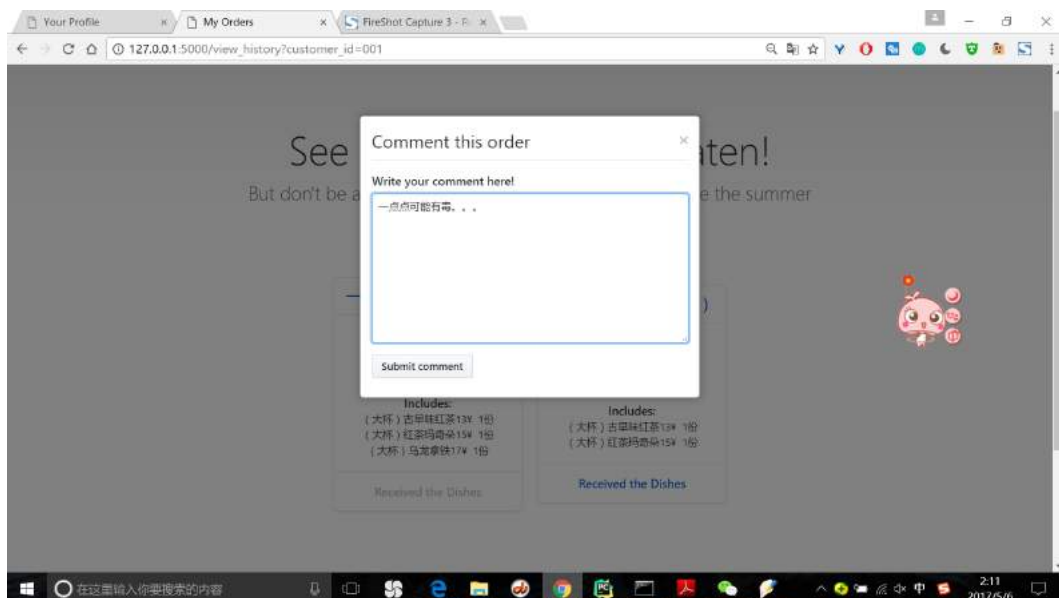 Your Profile
My Orders
FireShot Capture 3 - R
127.0.0.1:5000/view_history?customer_id=001
See
aten!
But don't be a
e the summer
Comment this order
Write your comment here!
一点点可能有毒。。。
Submit comment
Includes:
(大杯)古早味红茶13¥ 1份
(大杯)红茶玛奇朵15¥ 1份
(大杯)乌龙拿铁17¥ 1份
Received the Dishes
Includes:
(大杯)古早味红茶13¥ 1份
(大杯)红茶玛奇朵15¥ 1份
Received the Dishes
在这里输入你要搜索的内容
中
2:11
2017/5/6